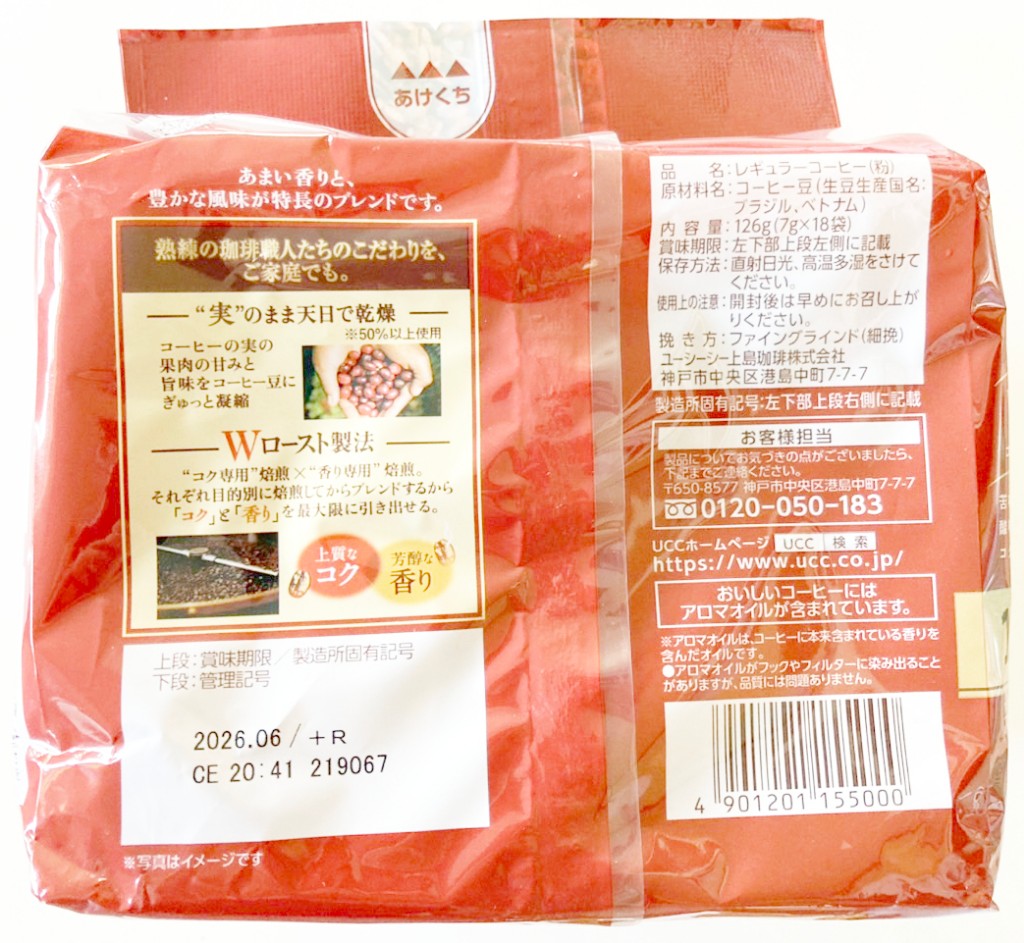 あけくち
あまい香りと、
豊かな風味が特長のブレンドです。
熟練の珈琲職人たちのこだわりを、
ご家庭でも。
“実”のまま天日で乾燥
※50%以上使用
コーヒーの実の
果肉の甘みと
旨味をコーヒー豆に
ぎゅっと凝縮
Wロースト製法
“コク専用”焙煎×“香り専用”焙煎。
それぞれ目的別に焙煎してからブレンドするから
「コク」と「香り」を最大限に引き出せる。
上質な
コク
芳醇な
香り
上段:賞味期限/製造所固有記号
下段:管理記号
2026.06/+R
CE 20:41 219067
※写真はイメージです
品名:レギュラーコーヒー(粉)
原材料名:コーヒー豆(生豆生産国名:
ブラジル、ベトナム)
内容量:126g(7g×18袋)
賞味期限:左下部上段左側に記載
保存方法:直射日光、高温多湿をさけて
ください。
使用上の注意:開封後は早めにお召し上が
りください。
挽き方:ファイングラインド(細挽)
ユーシーシー上島珈琲株式会社
神戸市中央区港島中町7-7-7
製造所固有記号:左下部上段右側に記載
お客様担当
製品についてお気づきの点がございましたら、
下記までご連絡ください。
〒650-8577 神戸市中央区港島中町7-7-7
0120-050-183
UCCホームページ UCC 検索
https://www.ucc.co.jp/
おいしいコーヒーには
アロマオイルが含まれています。
※アロマオイルは、コーヒーに本来含まれている香りを
含んだオイルです。
●アロマオイルがフックやフィルターに染み出ること
がありますが、品質には問題ありません。
4 901201 155000